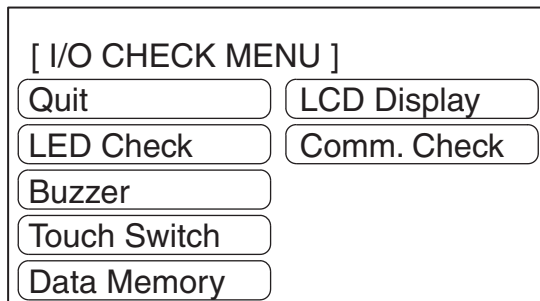 [ I/O CHECK MENU ]
Quit
LCD Display
LED Check
Comm. Check
Buzzer
Touch Switch
Data Memory